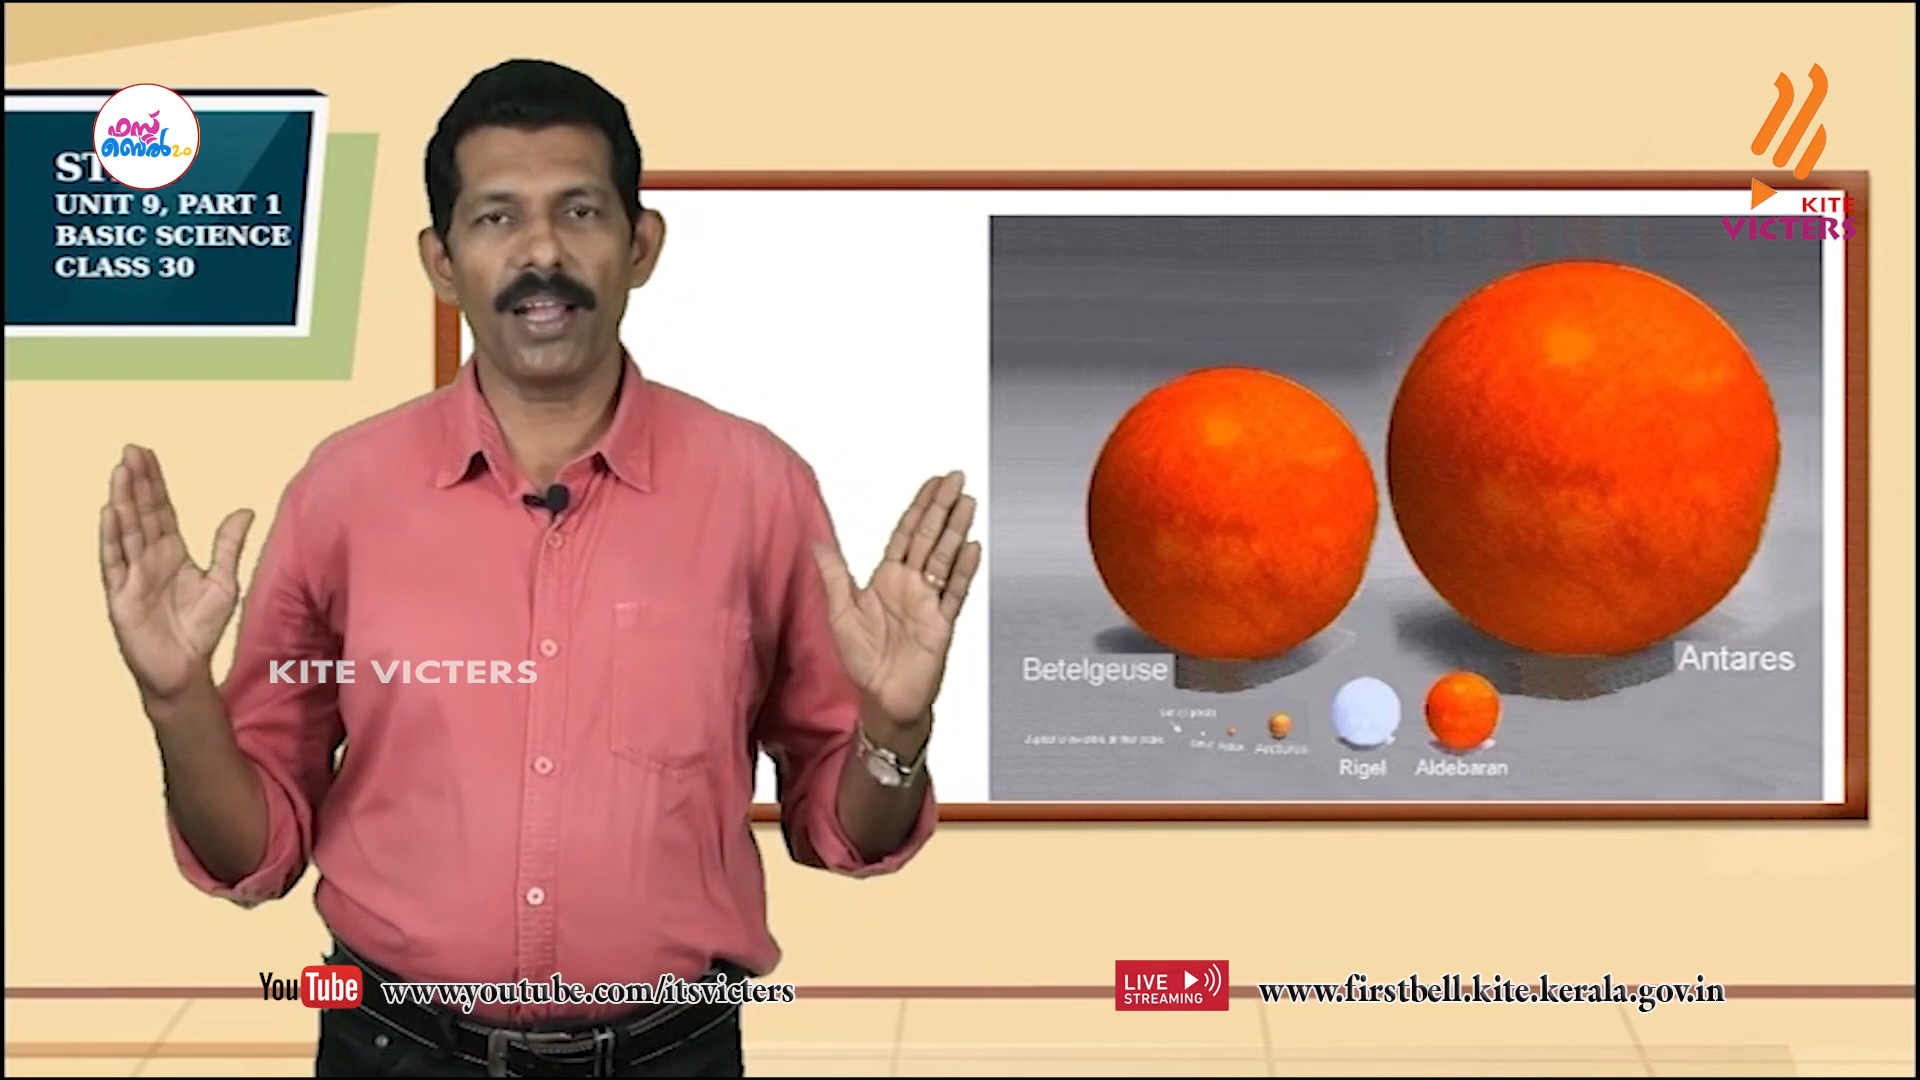 ഫസ്റ്റ്
ബെൽ 2.0
UNIT 9, PART 1
BASIC SCIENCE
CLASS 30
KITE
VICTERS
KITE VICTERS
Betelgeuse
Antares
Arcturus
Rigel
Aldebaran
YouTube
www.youtube.com/itsvicters
LIVE
STREAMING
www.firstbell.kite.kerala.gov.in